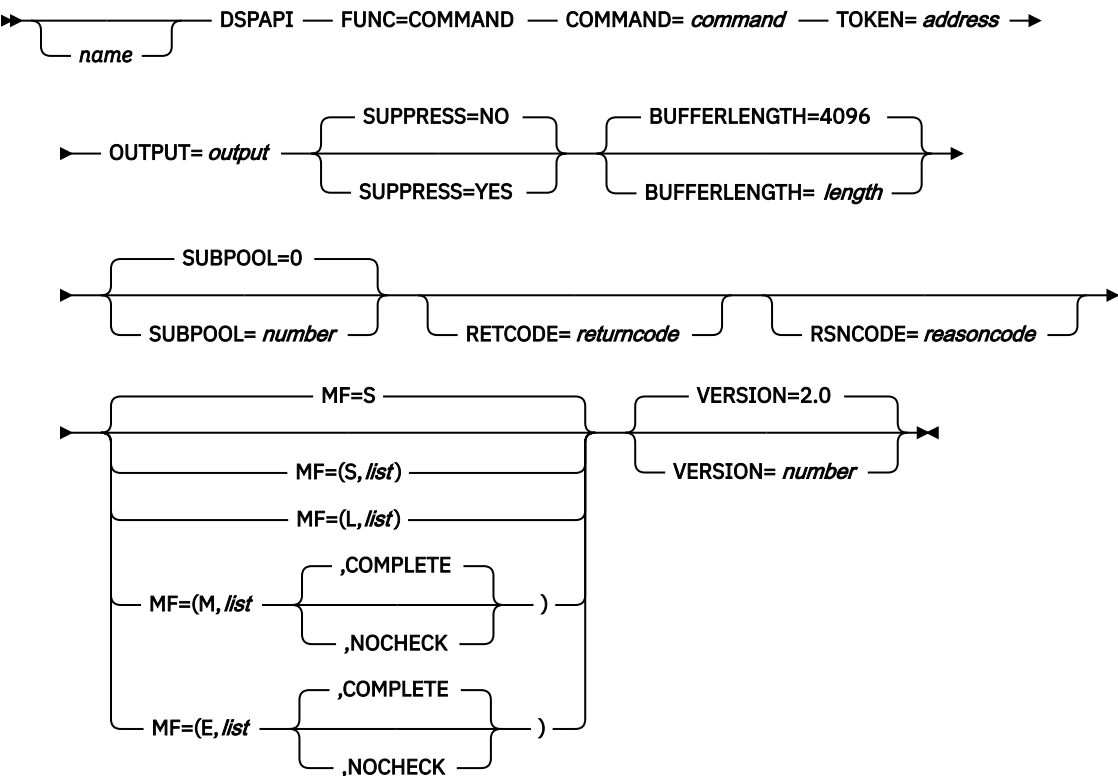 DSPAPI FUNC=COMMAND COMMAND= command TOKEN= address
name
SUPPRESS=NO BUFFERLENGTH=4096
OUTPUT= output
SUPPRESS=YES BUFFERLENGTH= length
SUBPOOL=0
SUBPOOL= number RETCODE= returncode RSNCODE= reasoncode
MF=S VERSION=2.0
MF=(S,list) VERSION= number
MF=(L,list)
,COMPLETE
MF=(M,list )
,NOCHECK
,COMPLETE
MF=(E,list )
,NOCHECK